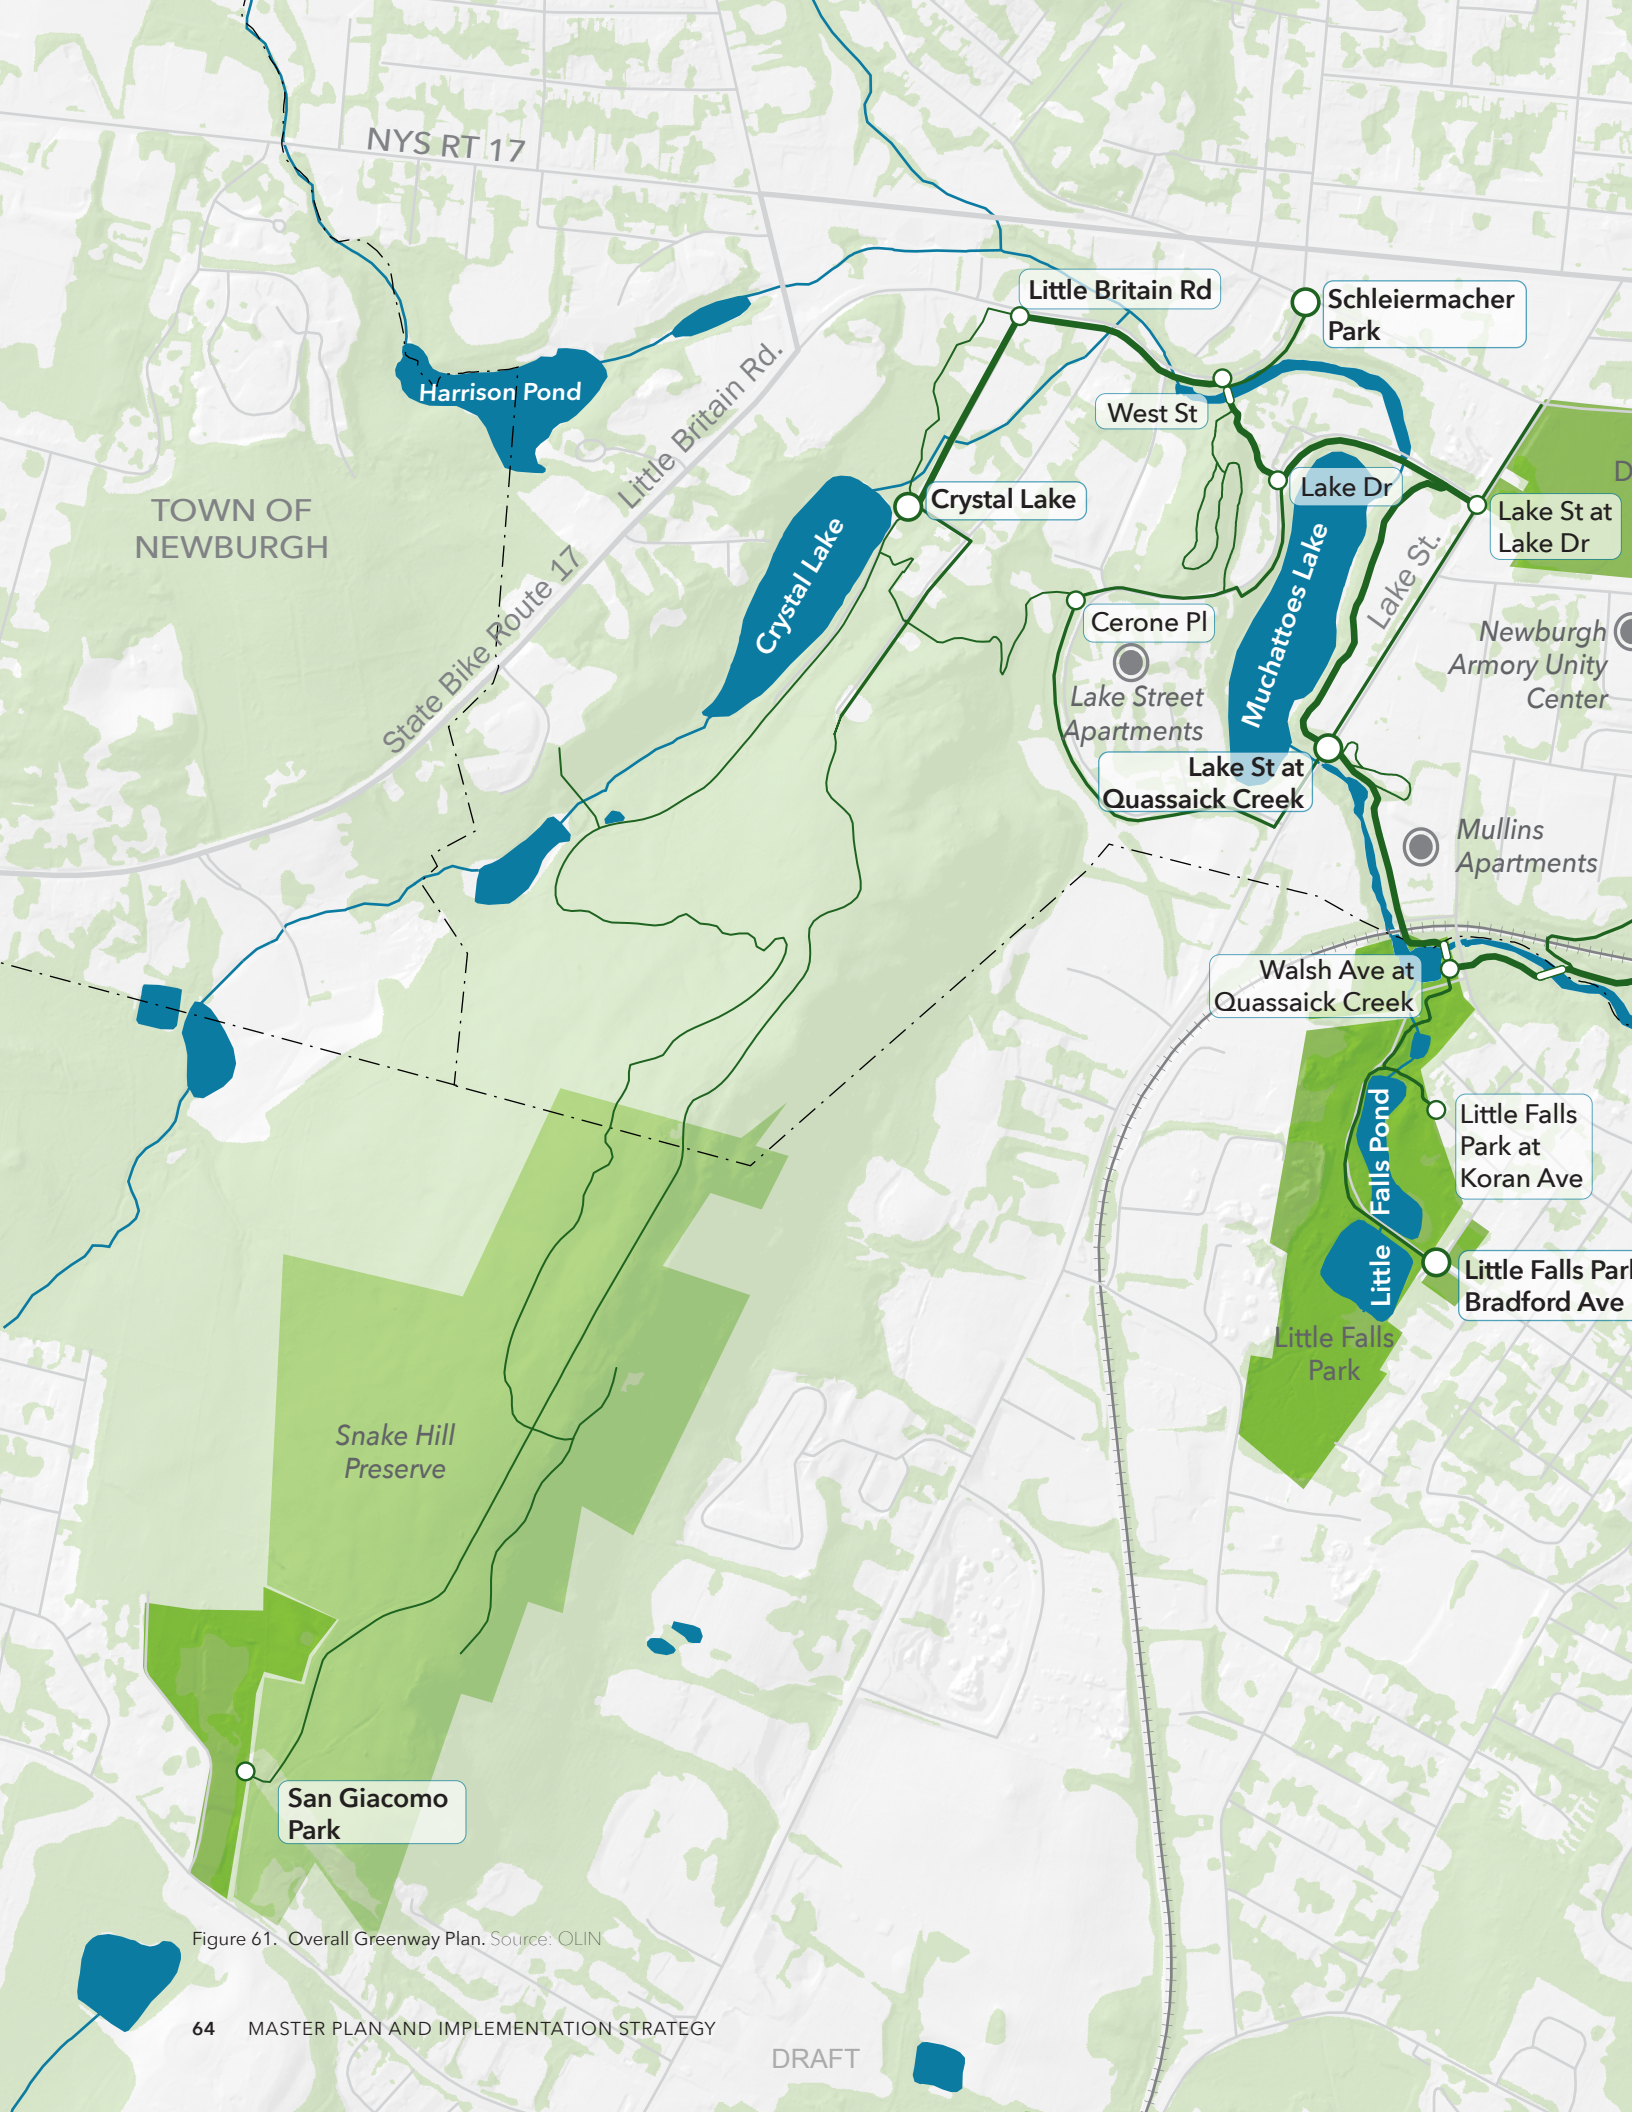 NYS RT 17
Little Britain Rd
Schleiermacher
Park
Harrison Pond
West St
Little Britain Rd.
Lake Dr
D
Crystal Lake
TOWN OF
NEWBURGH
Lake St at
Lake Dr
Crystal Lake
Lake St.
Muchattoes Lake
State Bike Route 17
Cerone Pl
Newburgh
Armory Unity
Center
Lake Street
Apartments
Lake St at
Quassaick Creek
Mullins
Apartments
Walsh Ave at
Quassaick Creek
Little Falls
Park at
Koran Ave
Little Falls Pond
Little Falls Par
Bradford Ave
Little Falls
Park
Snake Hill
Preserve
San Giacomo
Park
Figure 61. Overall Greenway Plan. Source: OLIN
64 MASTER PLAN AND IMPLEMENTATION STRATEGY
DRAFT